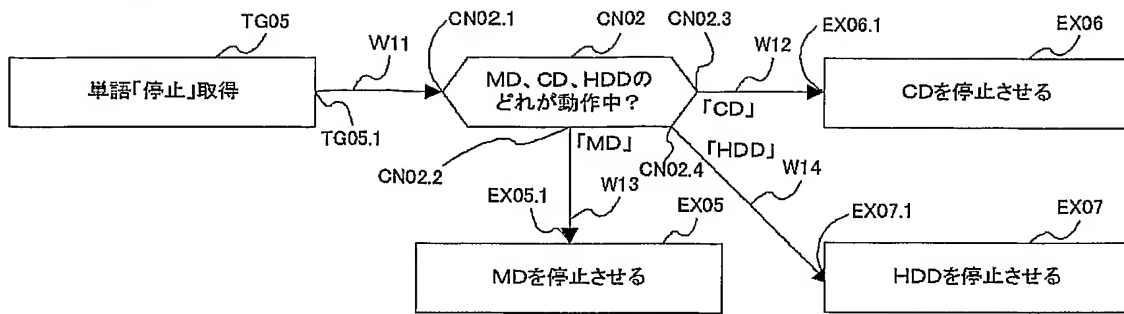 TG05
W11
CN02.1
CN02
CN02.3
W12
EX06.1
EX06
単語「停止」取得
MD、CD、HDDの
どれが動作中?
CDを停止させる
TG05.1
「CD」
「MD」
「HDD」
CN02.2
CN02.4
W14
EX05.1
W13
EX05
EX07.1
EX07
MDを停止させる
HDDを停止させる